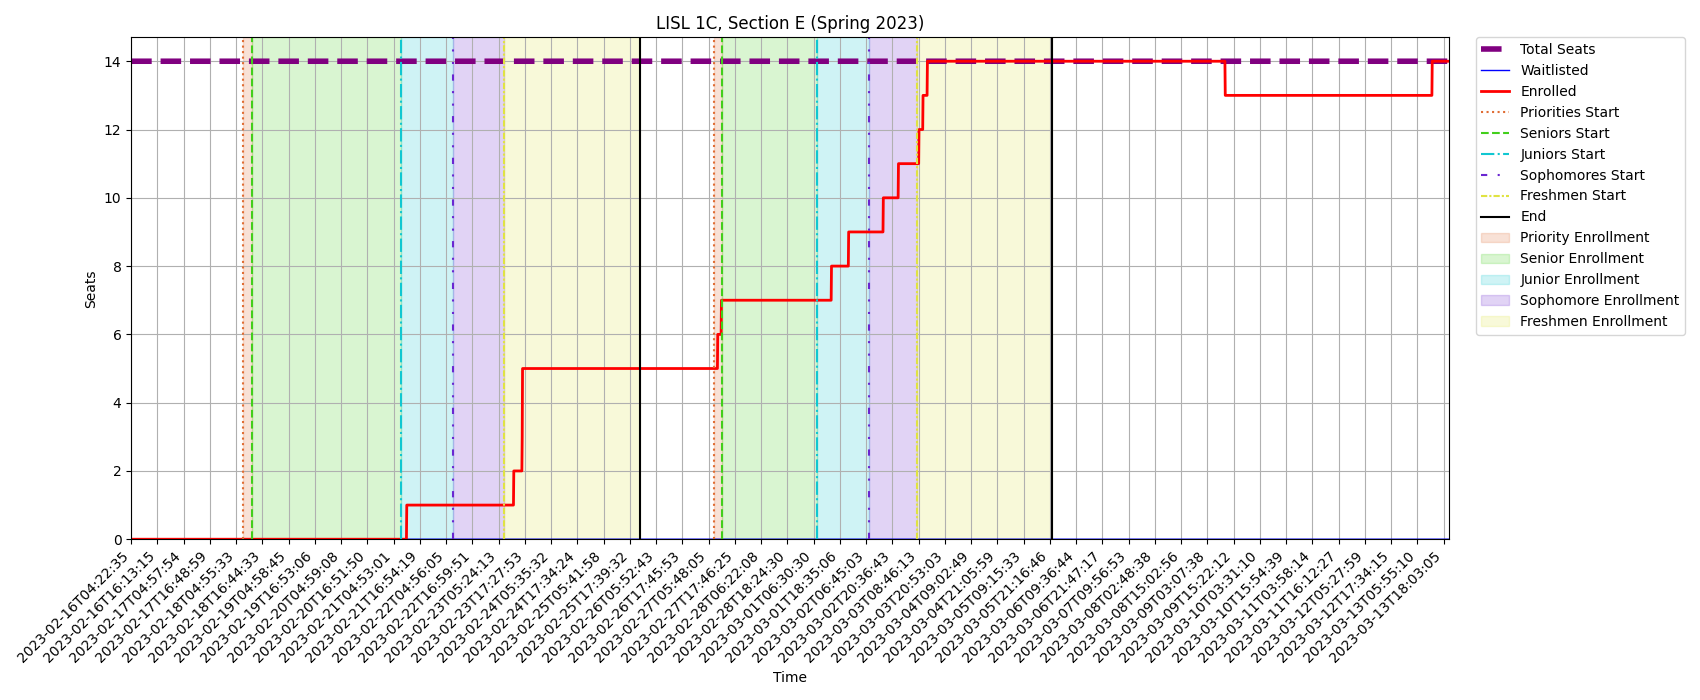 LISL 1C, Section E (Spring 2023)
Total Seats
Waitlisted
Enrolled
Priorities Start
Seniors Start
Juniors Start
Sophomores Start
Freshmen Start
End
Priority Enrollment
Senior Enrollment
Junior Enrollment
Sophomore Enrollment
Freshmen Enrollment
Seats
14
12
10
8
6
4
2
0
2023-02-16T04:22:35
2023-02-16T16:13:15
2023-02-17T04:57:54
2023-02-17T16:48:59
2023-02-18T04:55:33
2023-02-18T16:44:33
2023-02-19T04:58:45
2023-02-19T16:53:06
2023-02-20T04:59:08
2023-02-20T16:51:50
2023-02-21T04:53:01
2023-02-21T16:54:19
2023-02-22T04:56:05
2023-02-22T16:59:51
2023-02-23T05:24:13
2023-02-23T17:27:53
2023-02-24T05:35:32
2023-02-24T17:34:24
2023-02-25T05:41:58
2023-02-25T17:39:32
2023-02-26T05:52:43
2023-02-26T17:45:53
2023-02-27T05:48:05
2023-02-27T17:46:25
2023-02-28T06:22:08
2023-02-28T18:24:30
2023-03-01T06:30:30
2023-03-01T18:35:06
2023-03-02T06:45:03
2023-03-02T20:36:43
2023-03-03T08:46:13
2023-03-03T20:53:03
2023-03-04T09:02:49
2023-03-04T21:05:59
2023-03-05T09:15:33
2023-03-05T21:16:46
2023-03-06T09:36:44
2023-03-06T21:47:17
2023-03-07T09:56:53
2023-03-08T02:48:38
2023-03-08T15:02:56
2023-03-09T03:07:38
2023-03-09T15:22:12
2023-03-10T03:31:10
2023-03-10T15:54:39
2023-03-11T03:58:14
2023-03-11T16:12:27
2023-03-12T05:27:59
2023-03-12T17:34:15
2023-03-13T05:55:10
2023-03-13T18:03:05
Time